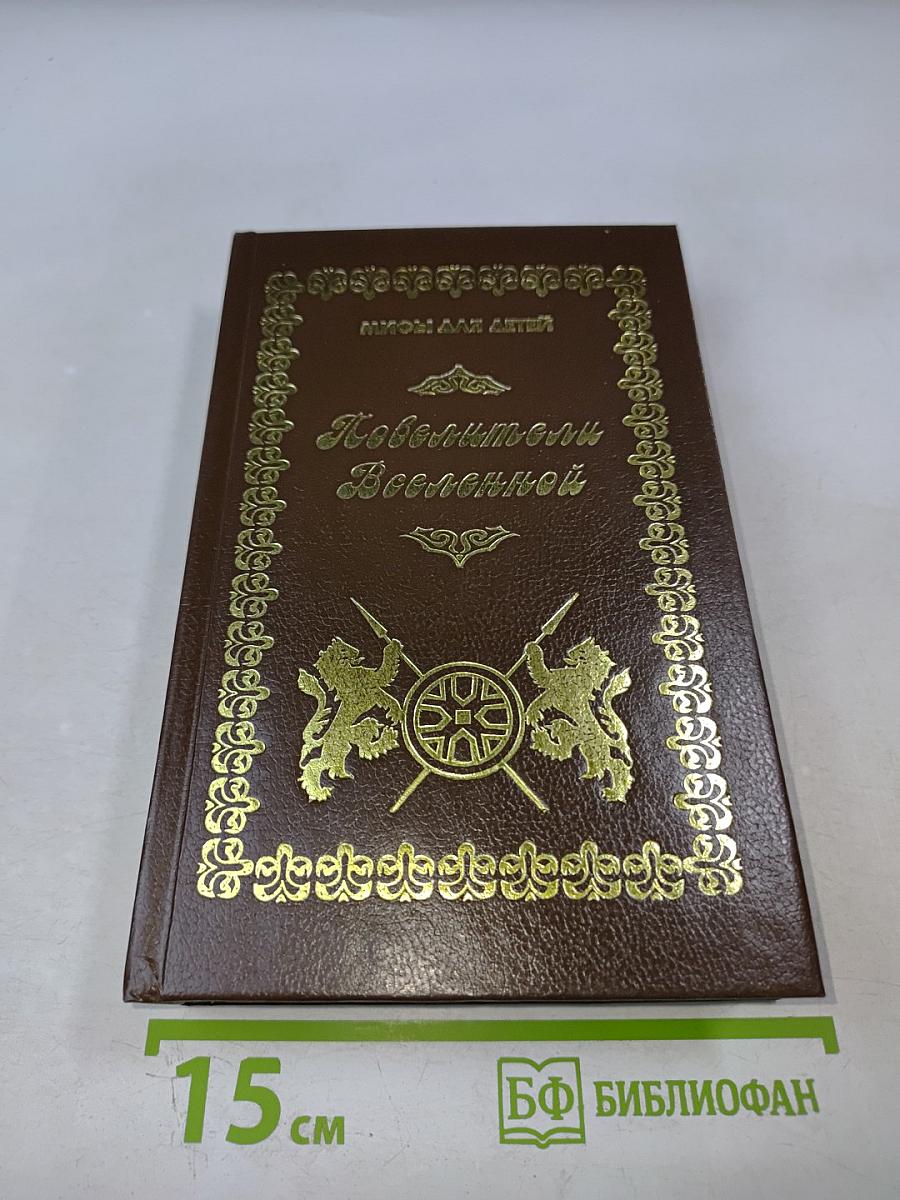 МИФЫ ДЛЯ ДЕТЕЙ
Повелители
Вселенной
15 см
БФ БИБЛИОФАН